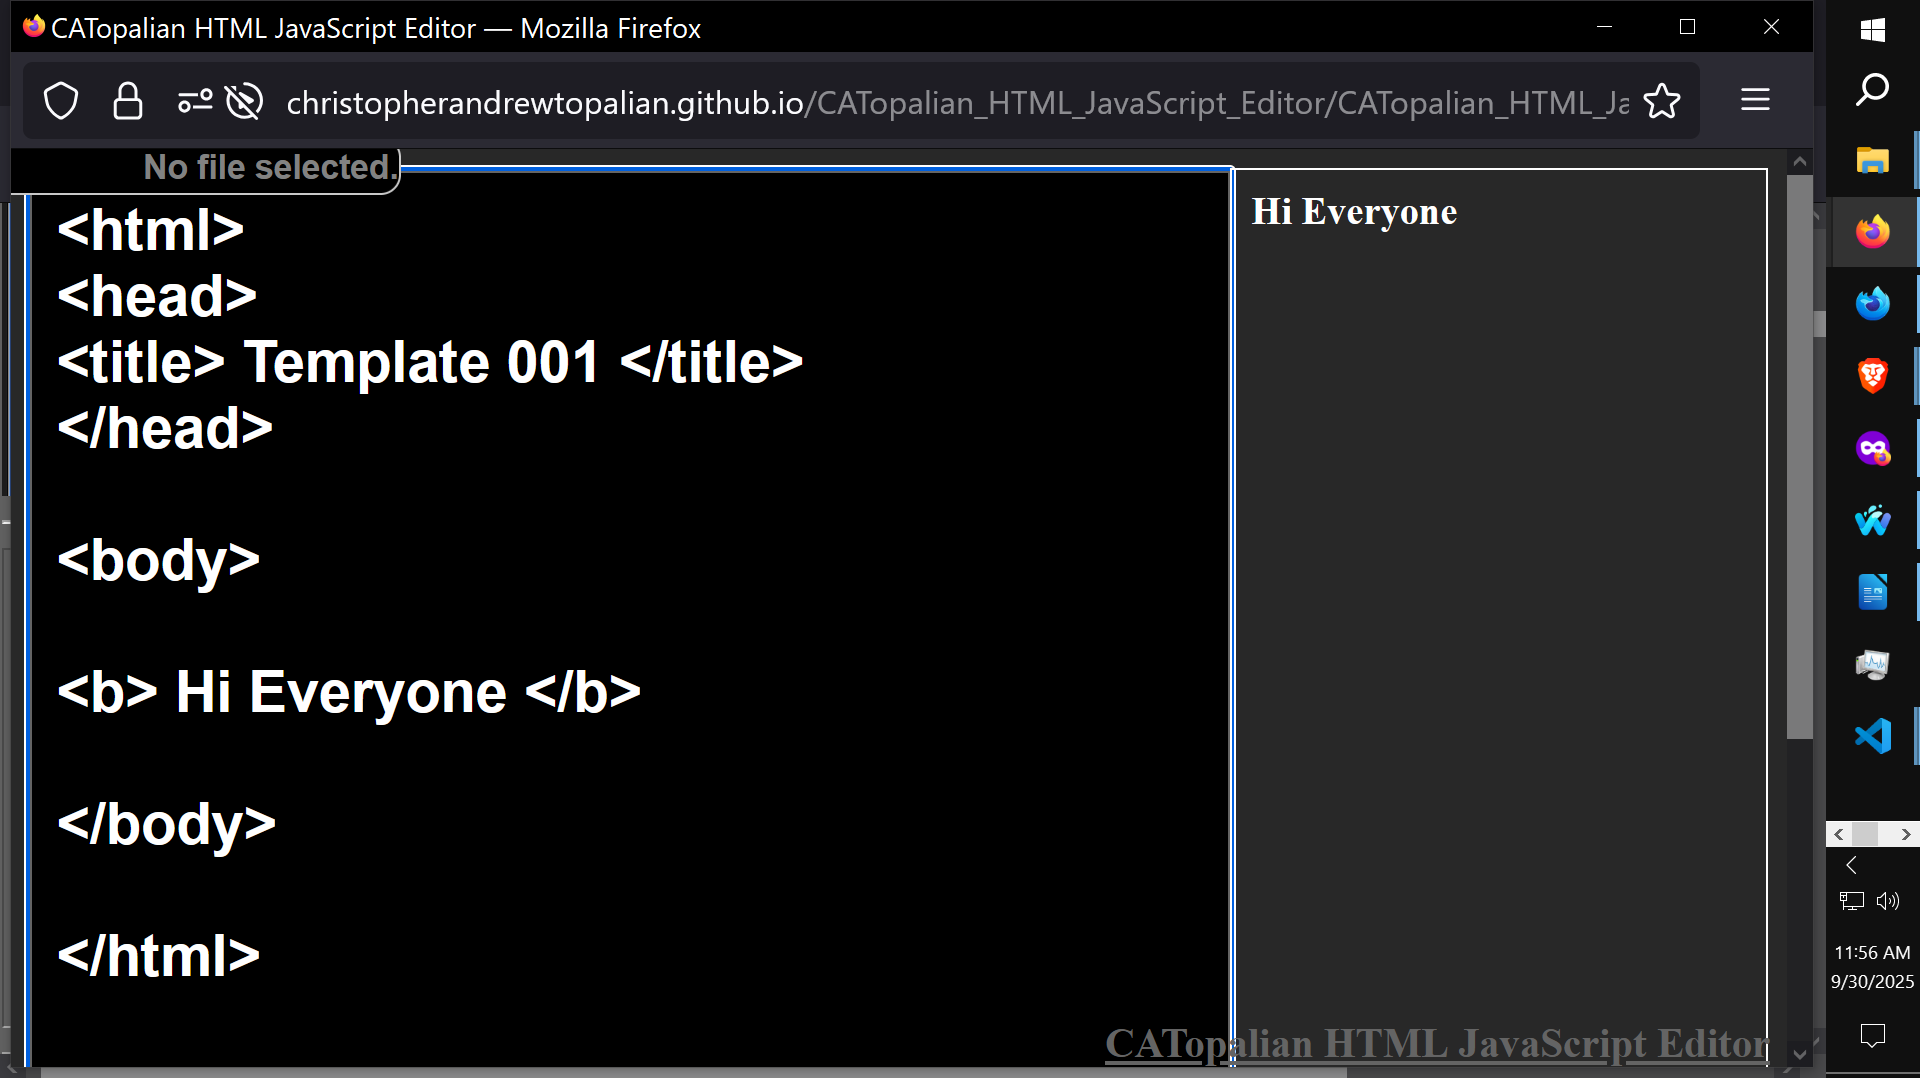 CATopalian HTML JavaScript Editor — Mozilla Firefox
christopherandrewtopalian.github.io/CATopalian_HTML_JavaScript_Editor/CATopalian_HTML_Ja
No file selected.
<html>
<head>
<title> Template 001 </title>
</head>
<body>
<b> Hi Everyone </b>
</body>
</html>
Hi Everyone
CATopalian HTML JavaScript Editor
11:56 AM
9/30/2025